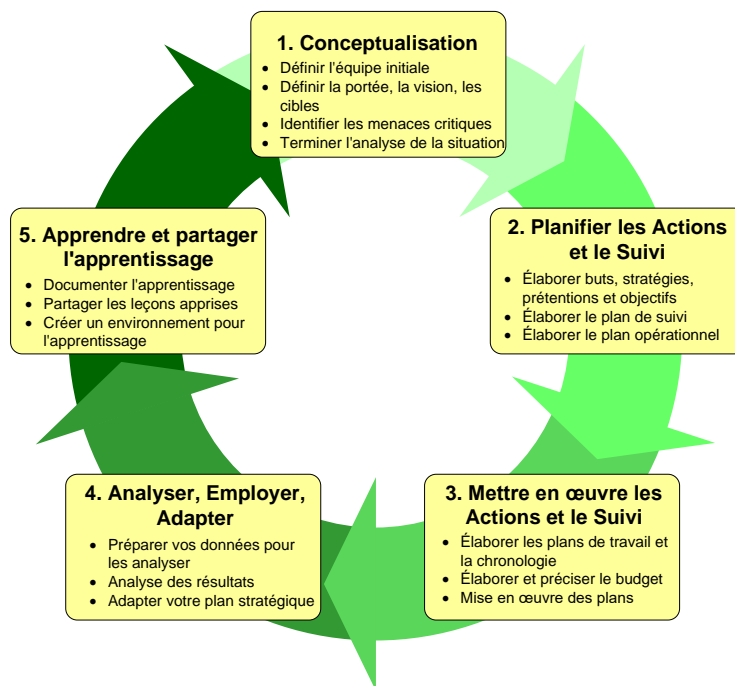 1. Conceptualisation
• Définir l'équipe initiale
• Définir la portée, la vision, les
cibles
• Identifier les menaces critiques
• Terminer l'analyse de la situation
2. Planifier les Actions
et le Suivi
• Élaborer buts, stratégies,
prétentions et objectifs
• Élaborer le plan de suivi
• Élaborer le plan opérationnel
3. Mettre en œuvre les
Actions et le Suivi
• Élaborer les plans de travail et
la chronologie
• Élaborer et préciser le budget
• Mise en œuvre des plans
4. Analyser, Employer,
Adapter
• Préparer vos données pour
les analyser
• Analyse des résultats
• Adapter votre plan stratégique
5. Apprendre et partager
l'apprentissage
• Documenter l'apprentissage
• Partager les leçons apprises
• Créer un environnement pour
l'apprentissage